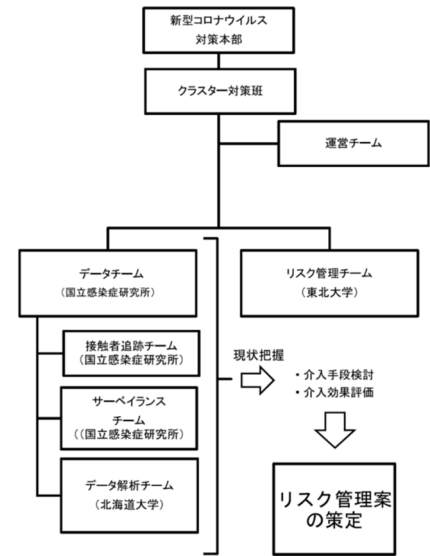 新型コロナウイルス
対策本部
クラスター対策班
運営チーム
データチーム
（国立感染症研究所）
リスク管理チーム
（東北大学）
接触者追跡チーム
（国立感染症研究所）
サーベイランス
チーム
（（国立感染症研究所）
データ解析チーム
（北海道大学）
現状把握
・介入手段検討
・介入効果評価
リスク管理案
の策定